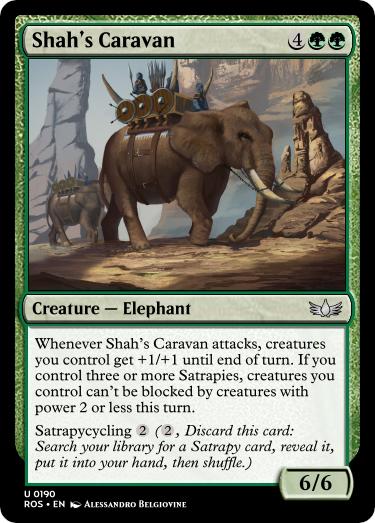 Shah's Caravan 4
Creature — Elephant
Whenever Shah's Caravan attacks, creatures
you control get +1/+1 until end of turn. If you
control three or more Satrapies, creatures you
control can't be blocked by creatures with
power 2 or less this turn.
Satrapycycling 2 (2, Discard this card:
Search your library for a Satrapy card, reveal it,
put it into your hand, then shuffle.)
6/6
U 0190
ROS • EN Alessandro Belgiovine